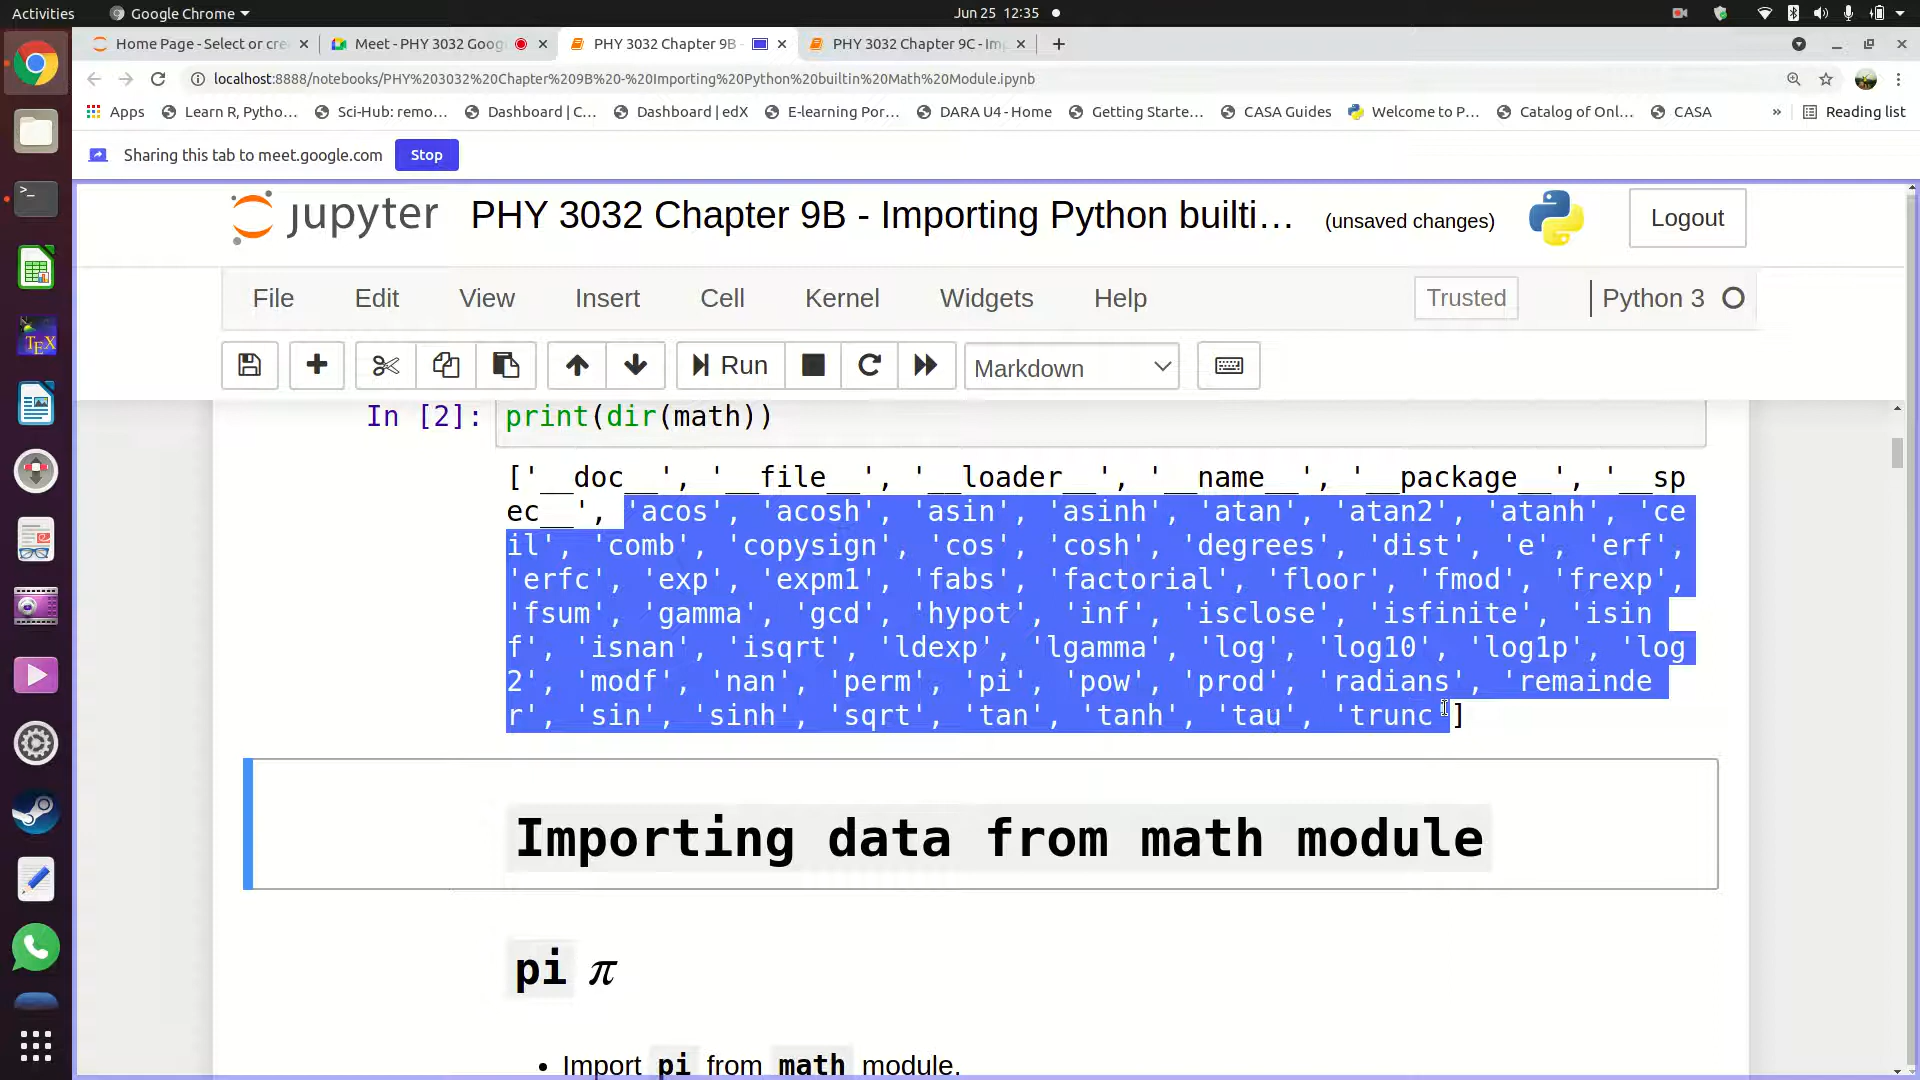 Activities Google Chrome Jun 25 12:35
Home Page - Select or cre Meet - PHY 3032 Goog PHY 3032 Chapter 9B - PHY 3032 Chapter 9C - Im
localhost:8888/notebooks/PHY%203032%20Chapter%209B%20-%20Importing%20Python%20builtin%20Math%20Module.ipynb
Apps Learn R, Pytho... Sci-Hub: remo... Dashboard | C... Dashboard | edX E-learning Por... DARA U4 - Home Getting Starte... CASA Guides Welcome to P... Catalog of Onl... CASA » Reading list
Sharing this tab to meet.google.com Stop
jupyter PHY 3032 Chapter 9B - Importing Python builti... (unsaved changes) Logout
File Edit View Insert Cell Kernel Widgets Help Trusted Python 3
Run Markdown
In [2]: print(dir(math))
['__doc__', '__file__', '__loader__', '__name__', '__package__', '__sp
ec__', 'acos', 'acosh', 'asin', 'asinh', 'atan', 'atan2', 'atanh', 'ce
il', 'comb', 'copysign', 'cos', 'cosh', 'degrees', 'dist', 'e', 'erf',
'erfc', 'exp', 'expm1', 'fabs', 'factorial', 'floor', 'fmod', 'frexp',
'fsum', 'gamma', 'gcd', 'hypot', 'inf', 'isclose', 'isfinite', 'isin
f', 'isnan', 'isqrt', 'ldexp', 'lgamma', 'log', 'log10', 'log1p', 'log
2', 'modf', 'nan', 'perm', 'pi', 'pow', 'prod', 'radians', 'remainde
r', 'sin', 'sinh', 'sqrt', 'tan', 'tanh', 'tau', 'trunc']
Importing data from math module
pi π
• Import pi from math module.